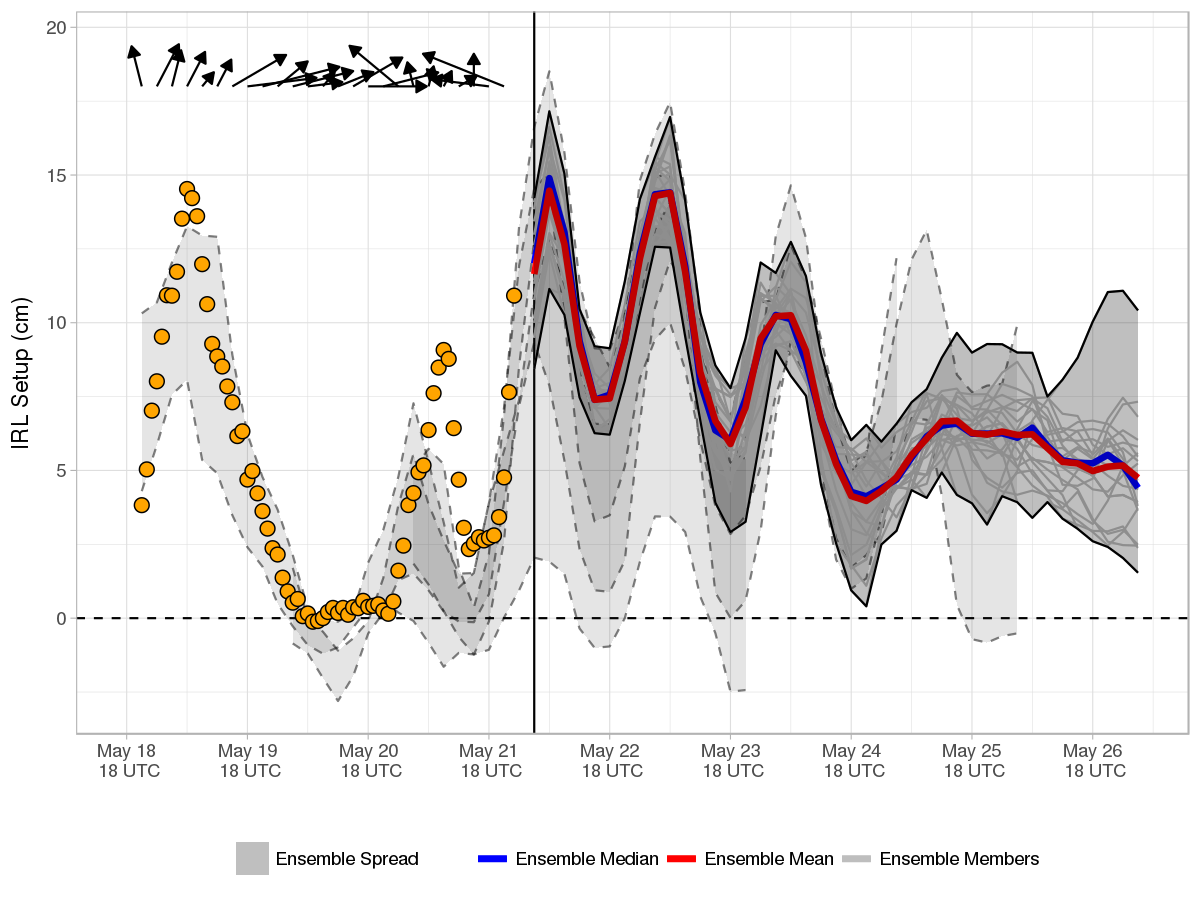 20
15
10
5
0
IRL Setup (cm)
May 18 May 19 May 20 May 21 May 22 May 23 May 24 May 25 May 26
18 UTC 18 UTC 18 UTC 18 UTC 18 UTC 18 UTC 18 UTC 18 UTC 18 UTC
Ensemble Spread Ensemble Median Ensemble Mean Ensemble Members